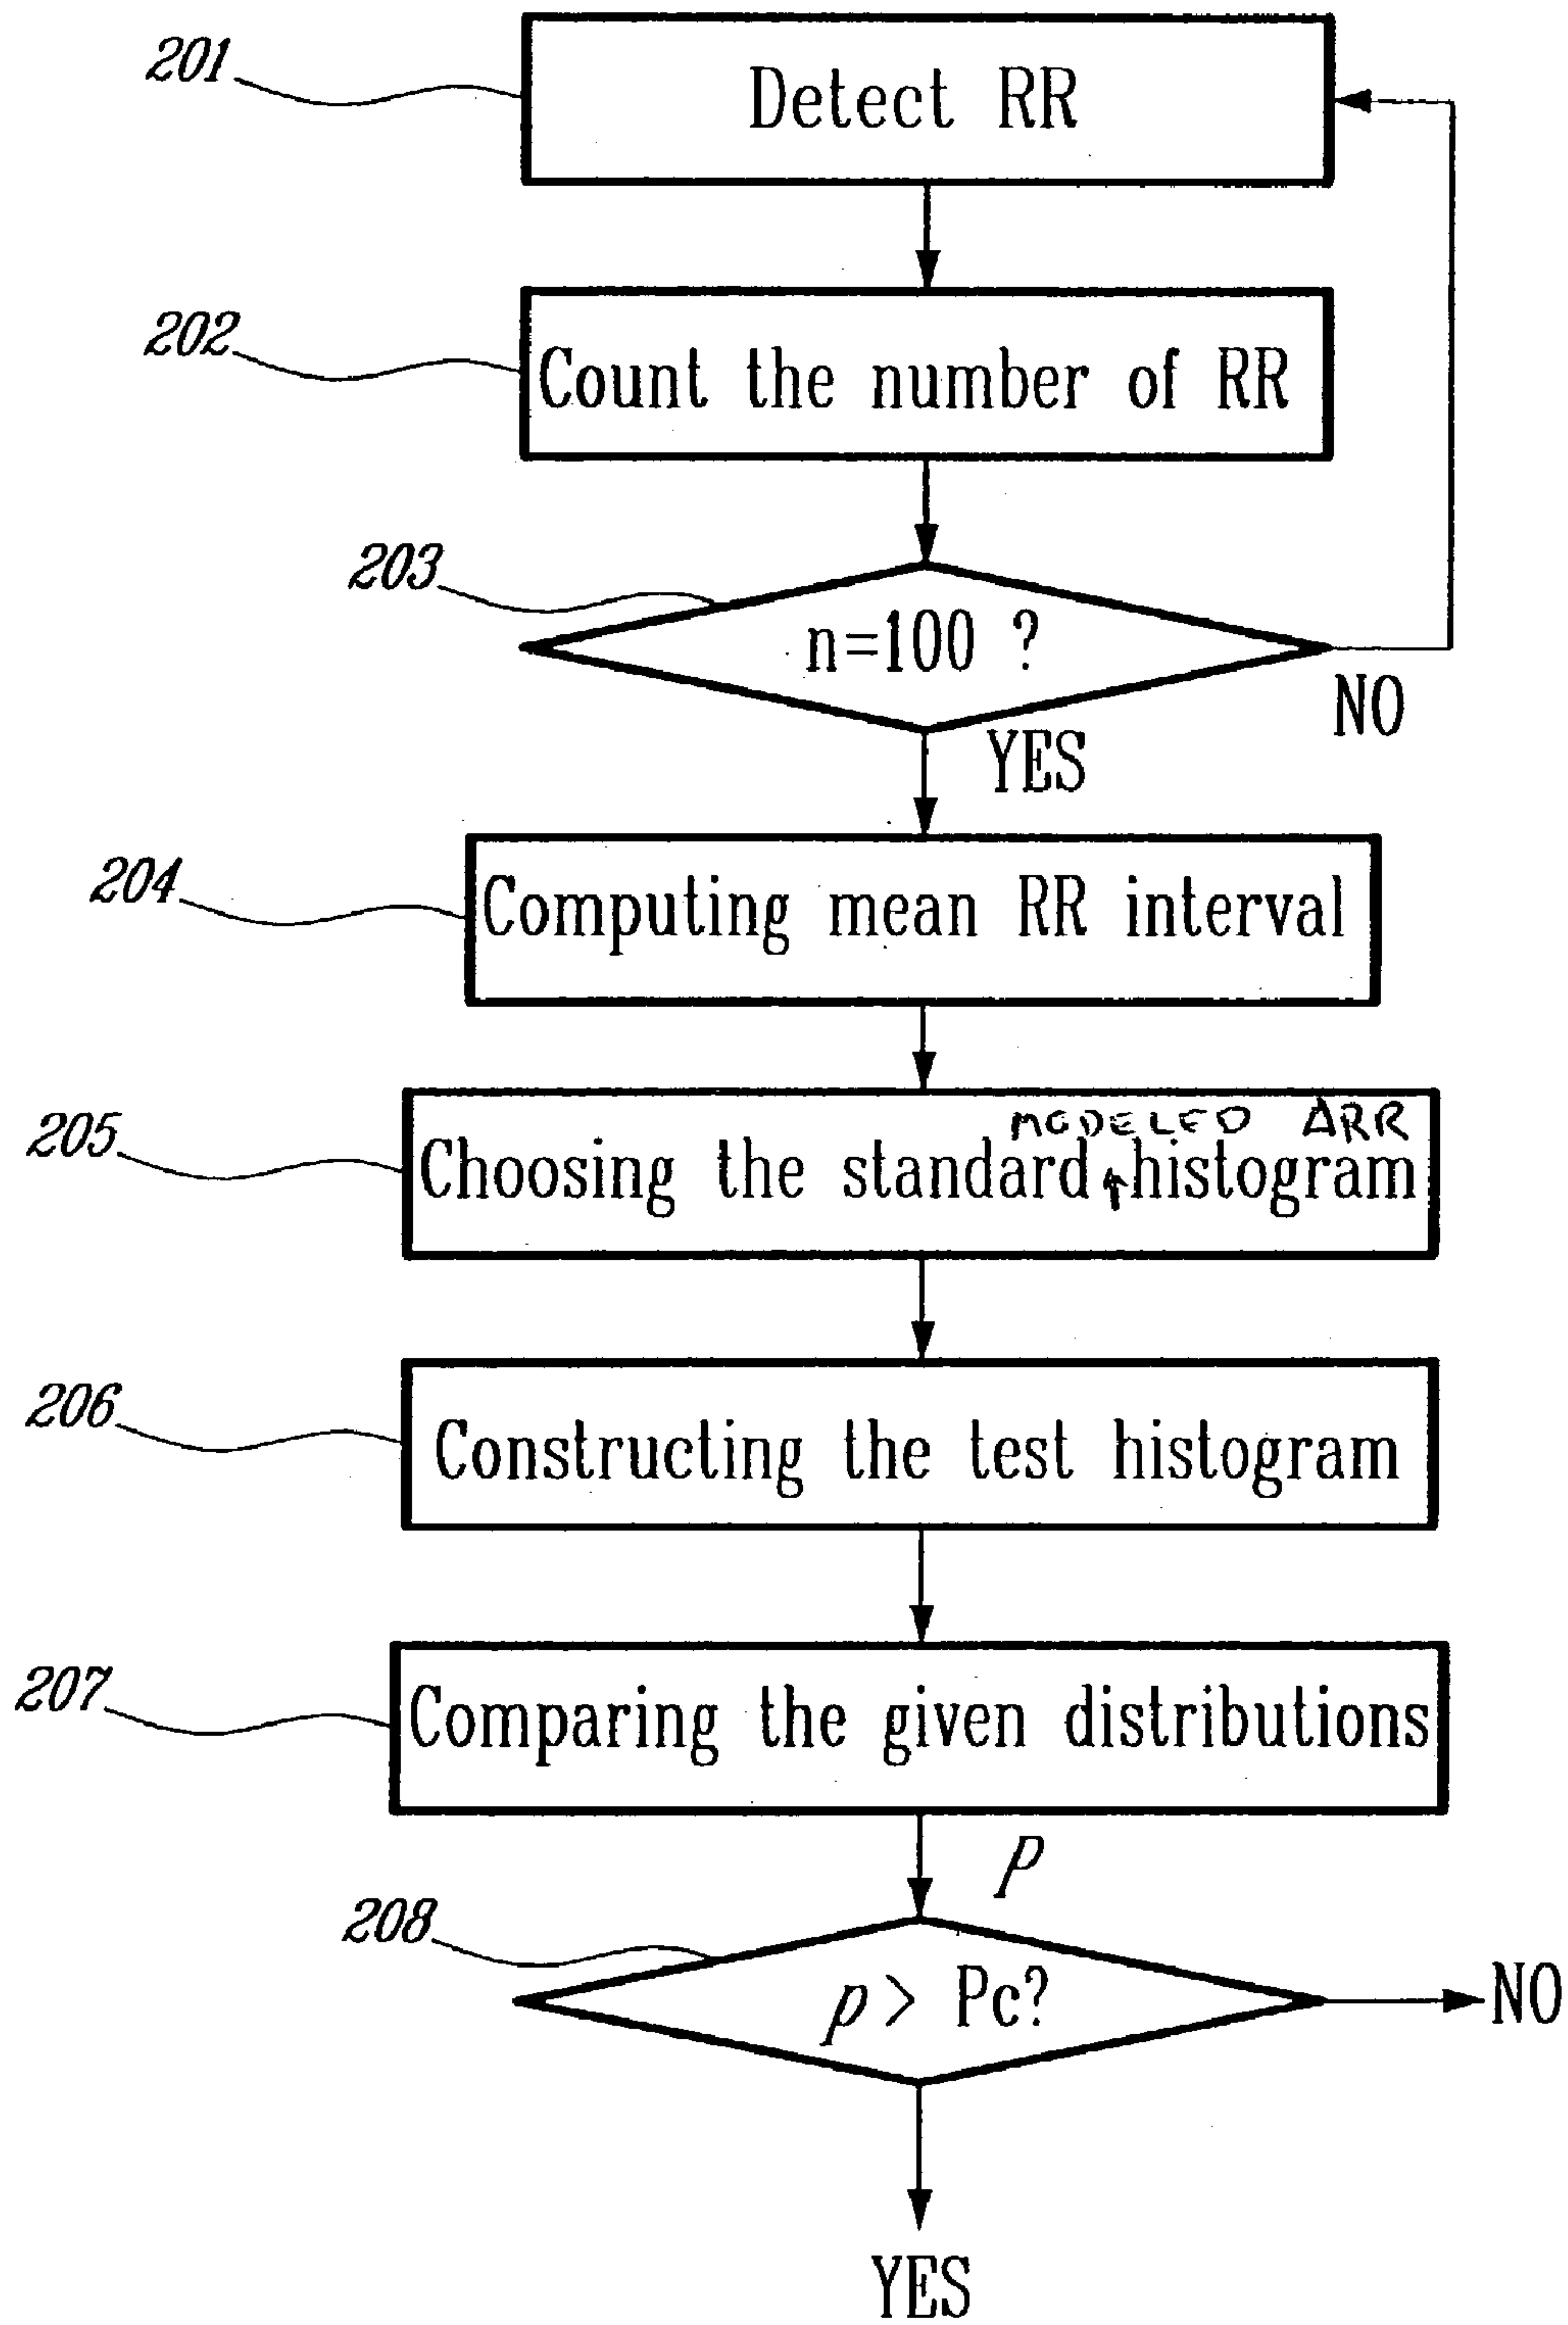 201
Detect RR
202
Count the number of RR
203
n=100 ?
NO
YES
204
Computing mean RR interval
205
MODELED ΔRR
Choosing the standard histogram
206
Constructing the test histogram
207
Comparing the given distributions
p
208
p > Pc?
NO
YES